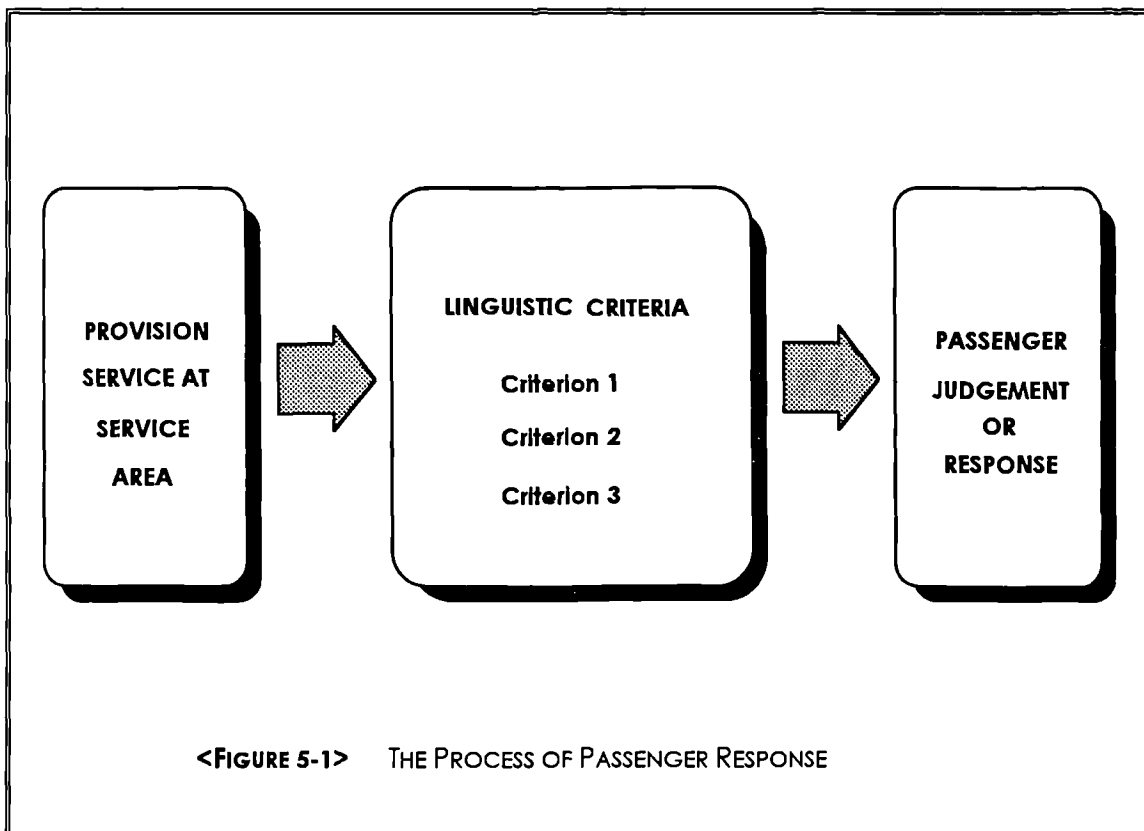 PROVISION
SERVICE AT
SERVICE
AREA
LINGUISTIC CRITERIA
Criterion 1
Criterion 2
Criterion 3
PASSENGER
JUDGEMENT
OR
RESPONSE
<FIGURE 5-1> THE PROCESS OF PASSENGER RESPONSE